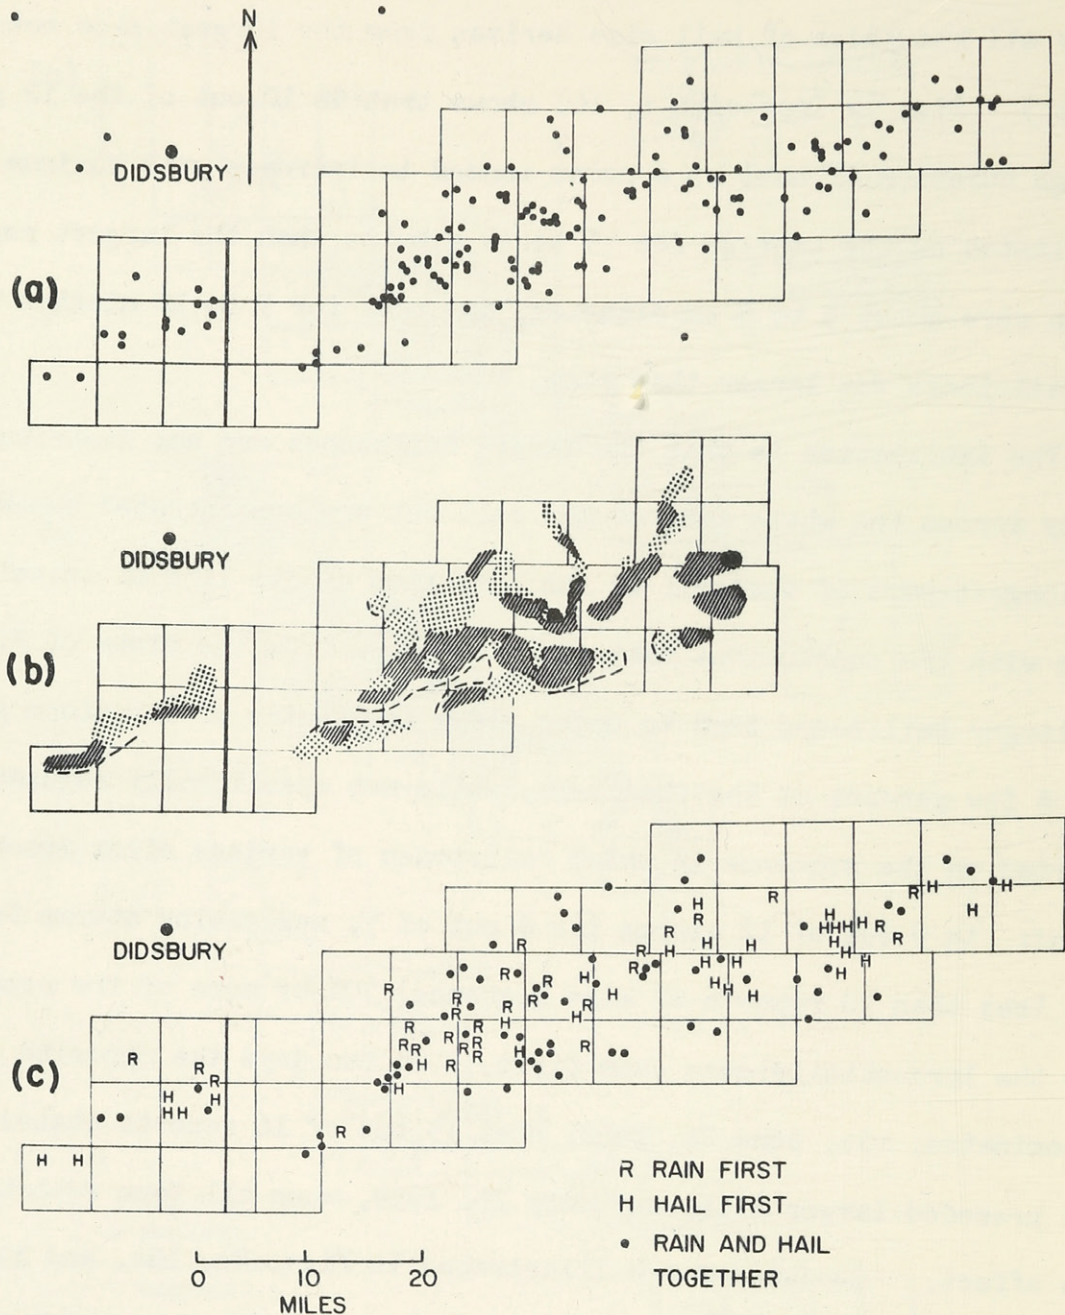 N
DIDSBURY
(a)
DIDSBURY
(b)
DIDSBURY
(c)
R RAIN FIRST
H HAIL FIRST
• RAIN AND HAIL
TOGETHER
0 10 20
MILES